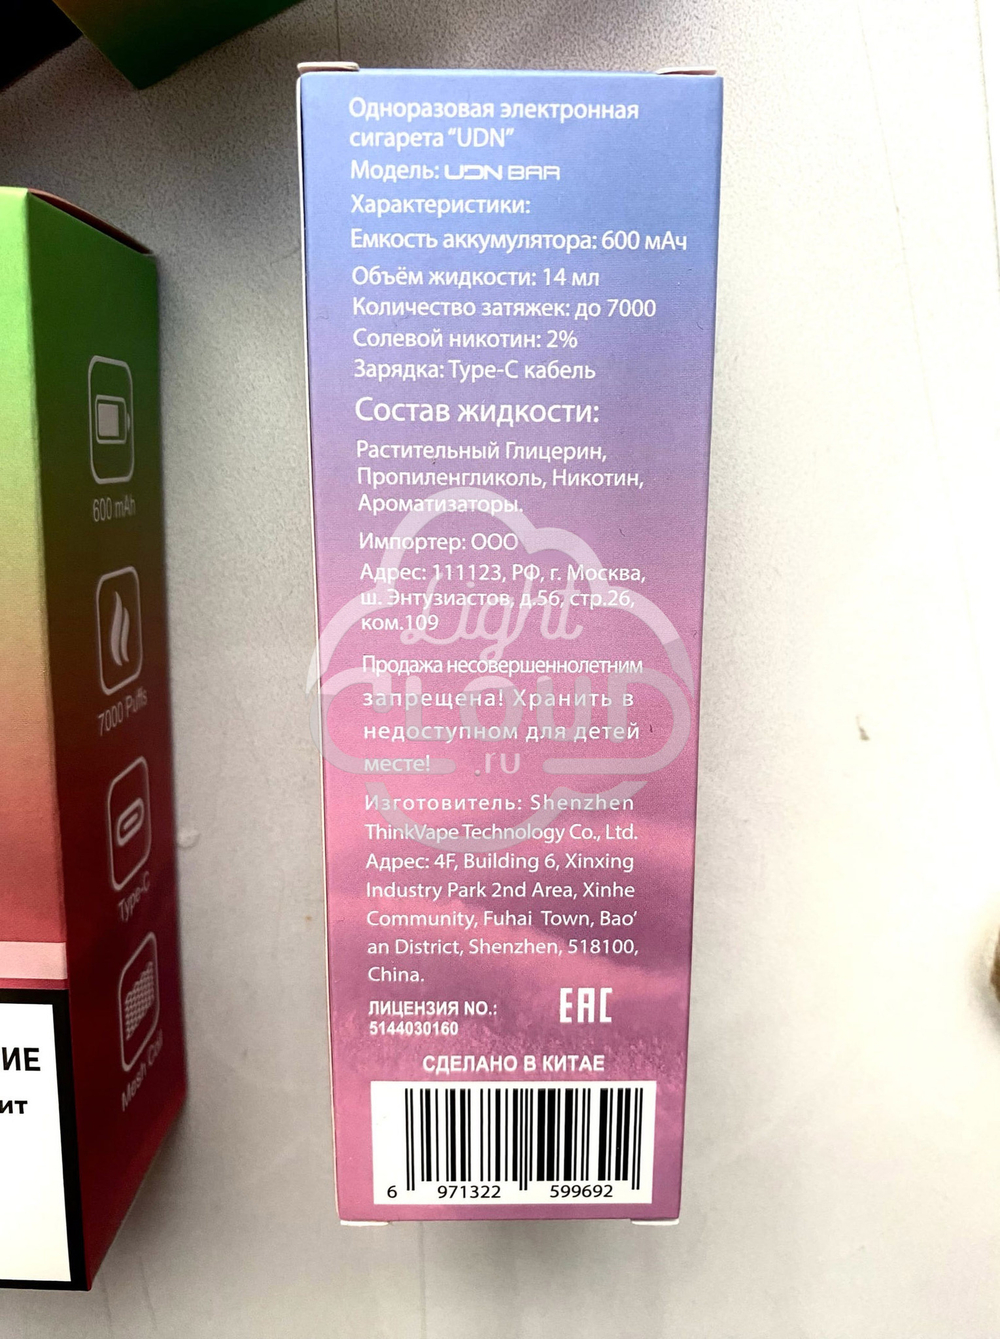 Одноразовая электронная
сигарета "UDN"
Модель: UDN BAR
Характеристики:
Емкость аккумулятора: 600 мАч
Объём жидкости: 14 мл
Количество затяжек: до 7000
Солевой никотин: 2%
Зарядка: Type-C кабель
Состав жидкости:
Растительный Глицерин,
Пропиленгликоль, Никотин,
Ароматизаторы.
Импортер: ООО
Адрес: 111123, РФ, г. Москва,
ш. Энтузиастов, д.56, стр.26,
ком.109
Продажа несовершеннолетним
запрещена! Хранить в
недоступном для детей
месте!
Изготовитель: Shenzhen
ThinkVape Technology Co., Ltd.
Адрес: 4F, Building 6, Xinxing
Industry Park 2nd Area, Xinhe
Community, Fuhai Town, Bao'
an District, Shenzhen, 518100,
China.
ЛИЦЕНЗИЯ NO.:
5144030160
EAC
СДЕЛАНО В КИТАЕ
6 971322 599692
Light
CLOUD
.ru
600 mAh
7000 Puffs
Type-C
Mesh Coil
ИЕ
ит